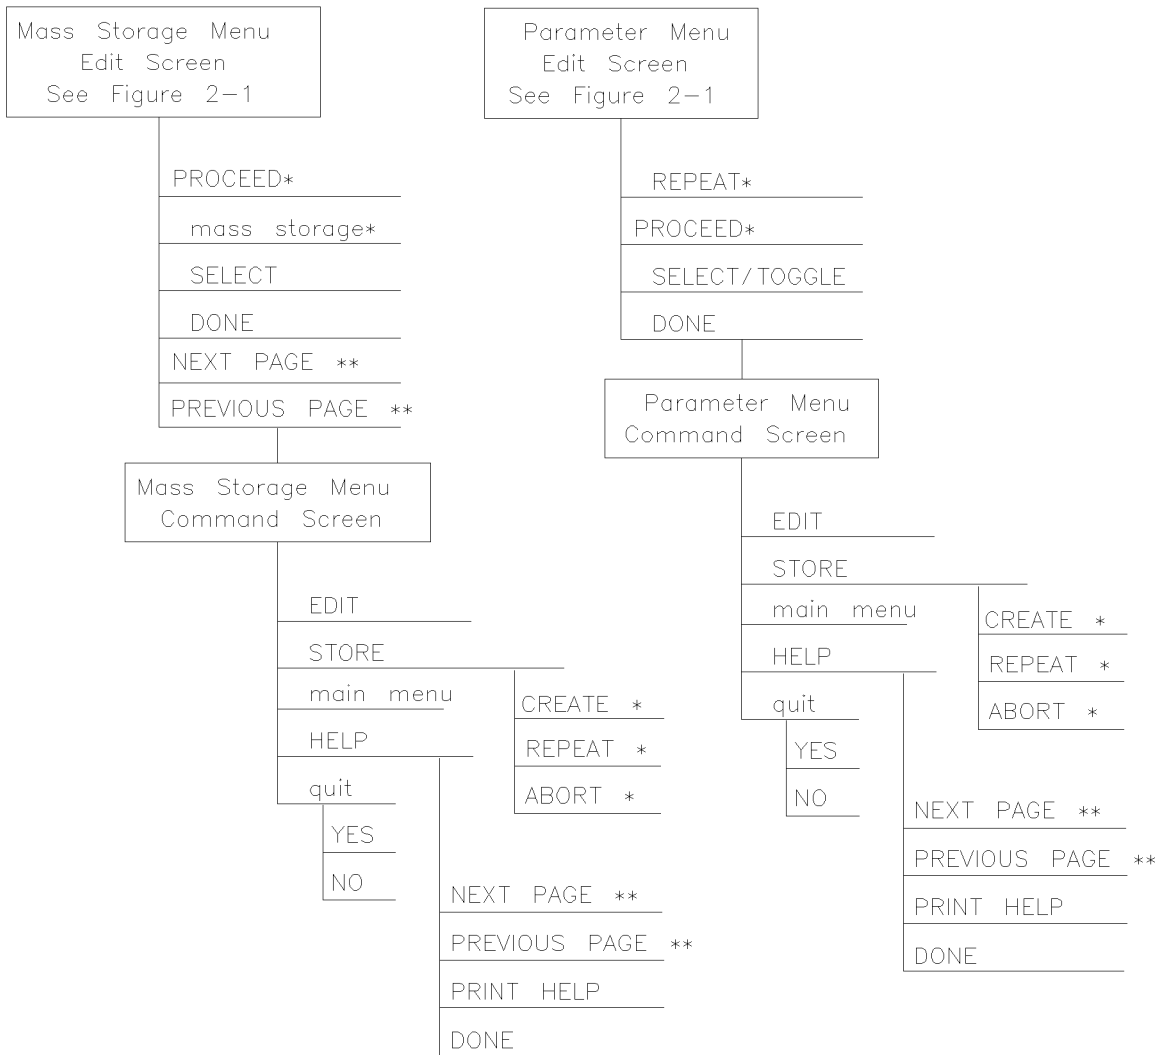 Mass Storage Menu
Edit Screen
See Figure 2-1
PROCEED*
mass storage*
SELECT
DONE
NEXT PAGE **
PREVIOUS PAGE **
Mass Storage Menu
Command Screen
EDIT
STORE
main menu
HELP
quit
YES
NO
CREATE *
REPEAT *
ABORT *
NEXT PAGE **
PREVIOUS PAGE **
PRINT HELP
DONE
Parameter Menu
Edit Screen
See Figure 2-1
REPEAT*
PROCEED*
SELECT/TOGGLE
DONE
Parameter Menu
Command Screen
EDIT
STORE
main menu
HELP
quit
YES
NO
CREATE *
REPEAT *
ABORT *
NEXT PAGE **
PREVIOUS PAGE **
PRINT HELP
DONE